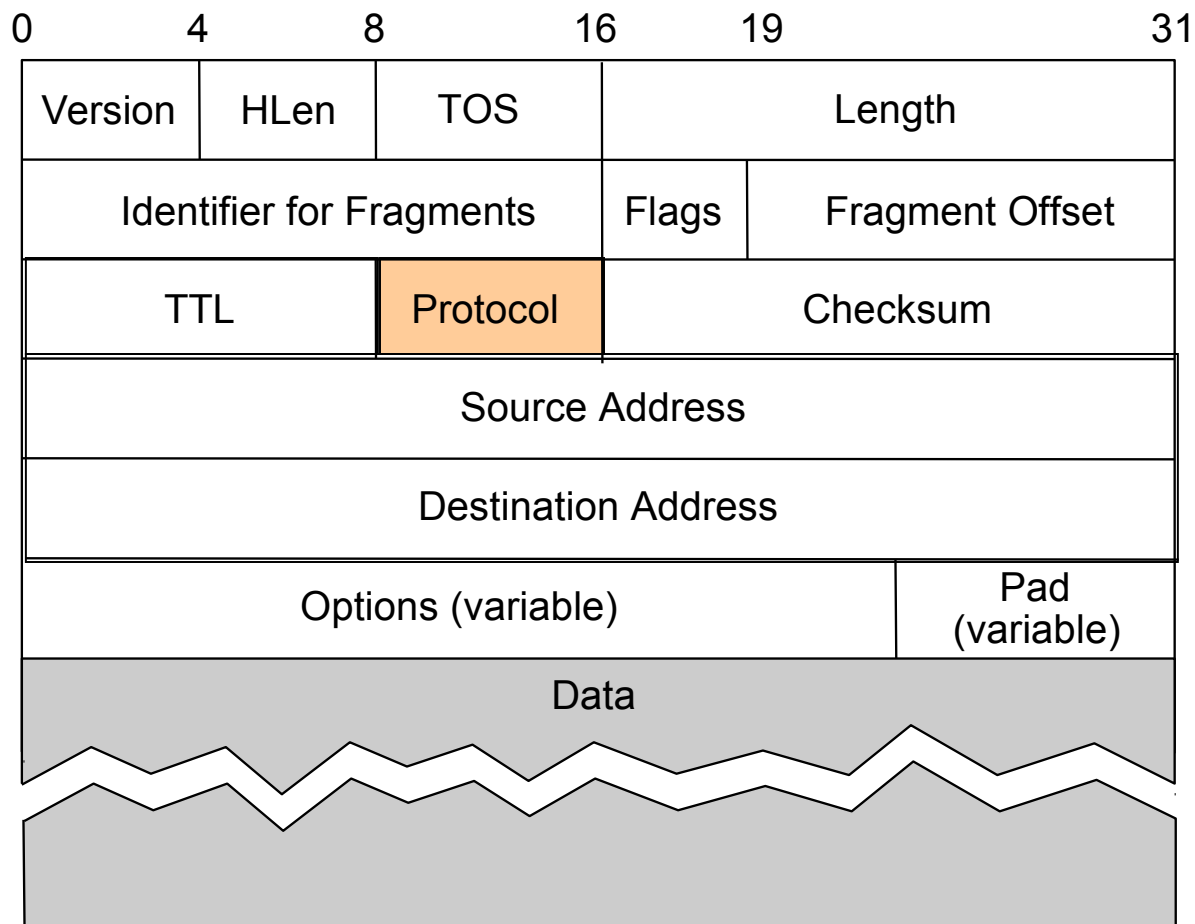 0 4 8 16 19 31
Version HLen TOS Length
Identifier for Fragments Flags Fragment Offset
TTL Protocol Checksum
Source Address
Destination Address
Options (variable) Pad
(variable)
Data